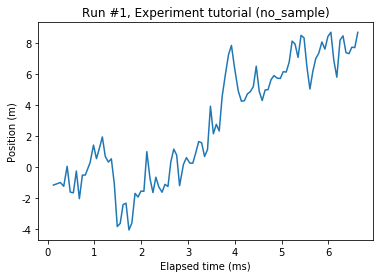 Run #1, Experiment tutorial (no_sample)
Position (m)
8
6
4
2
0
-2
-4
0 1 2 3 4 5 6
Elapsed time (ms)